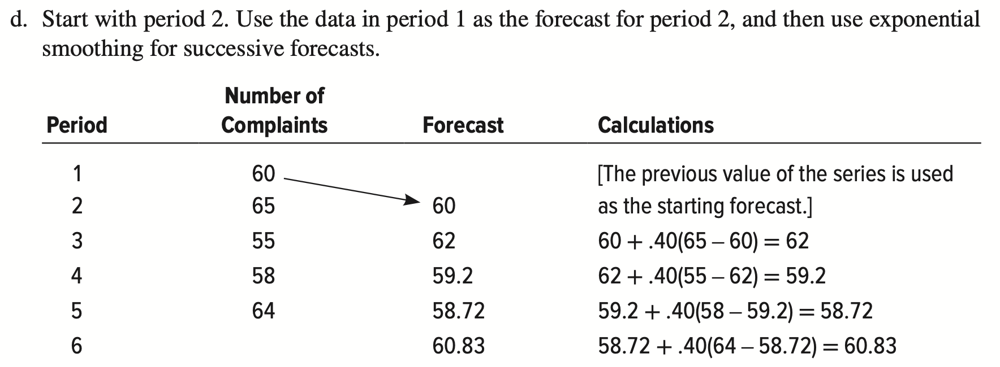 d. Start with period 2. Use the data in period 1 as the forecast for period 2, and then use exponential
smoothing for successive forecasts.
Number of
Period Complaints Forecast Calculations
1 60 [The previous value of the series is used
2 65 60 as the starting forecast.]
3 55 62 60 + .40(65 – 60) = 62
4 58 59.2 62 + .40(55 – 62) = 59.2
5 64 58.72 59.2 + .40(58 – 59.2) = 58.72
6 60.83 58.72 + .40(64 – 58.72) = 60.83